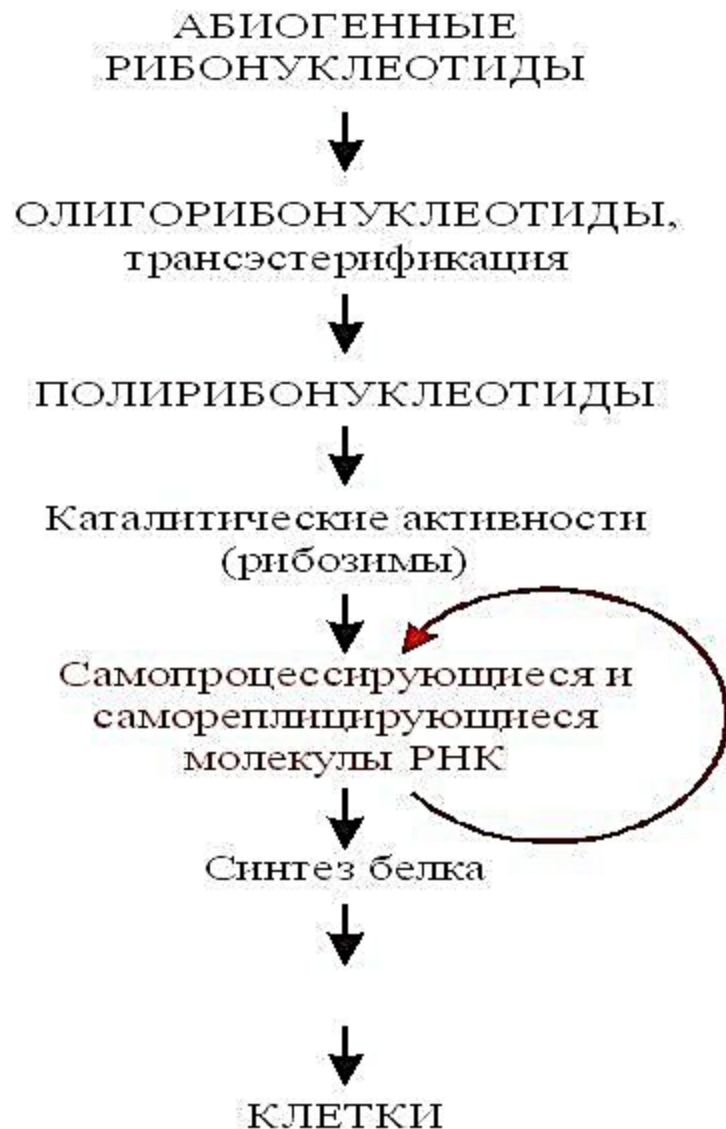 АБИОГЕННЫЕ
РИБОНУКЛЕОТИДЫ
ОЛИГОРИБОНУКЛЕОТИДЫ,
трансэстерификация
ПОЛИРИБОНУКЛЕОТИДЫ
Каталитические активности
(рибозимы)
Самопроцессирующиеся и
самореплицирующиеся
молекулы РНК
Синтез белка
КЛЕТКИ